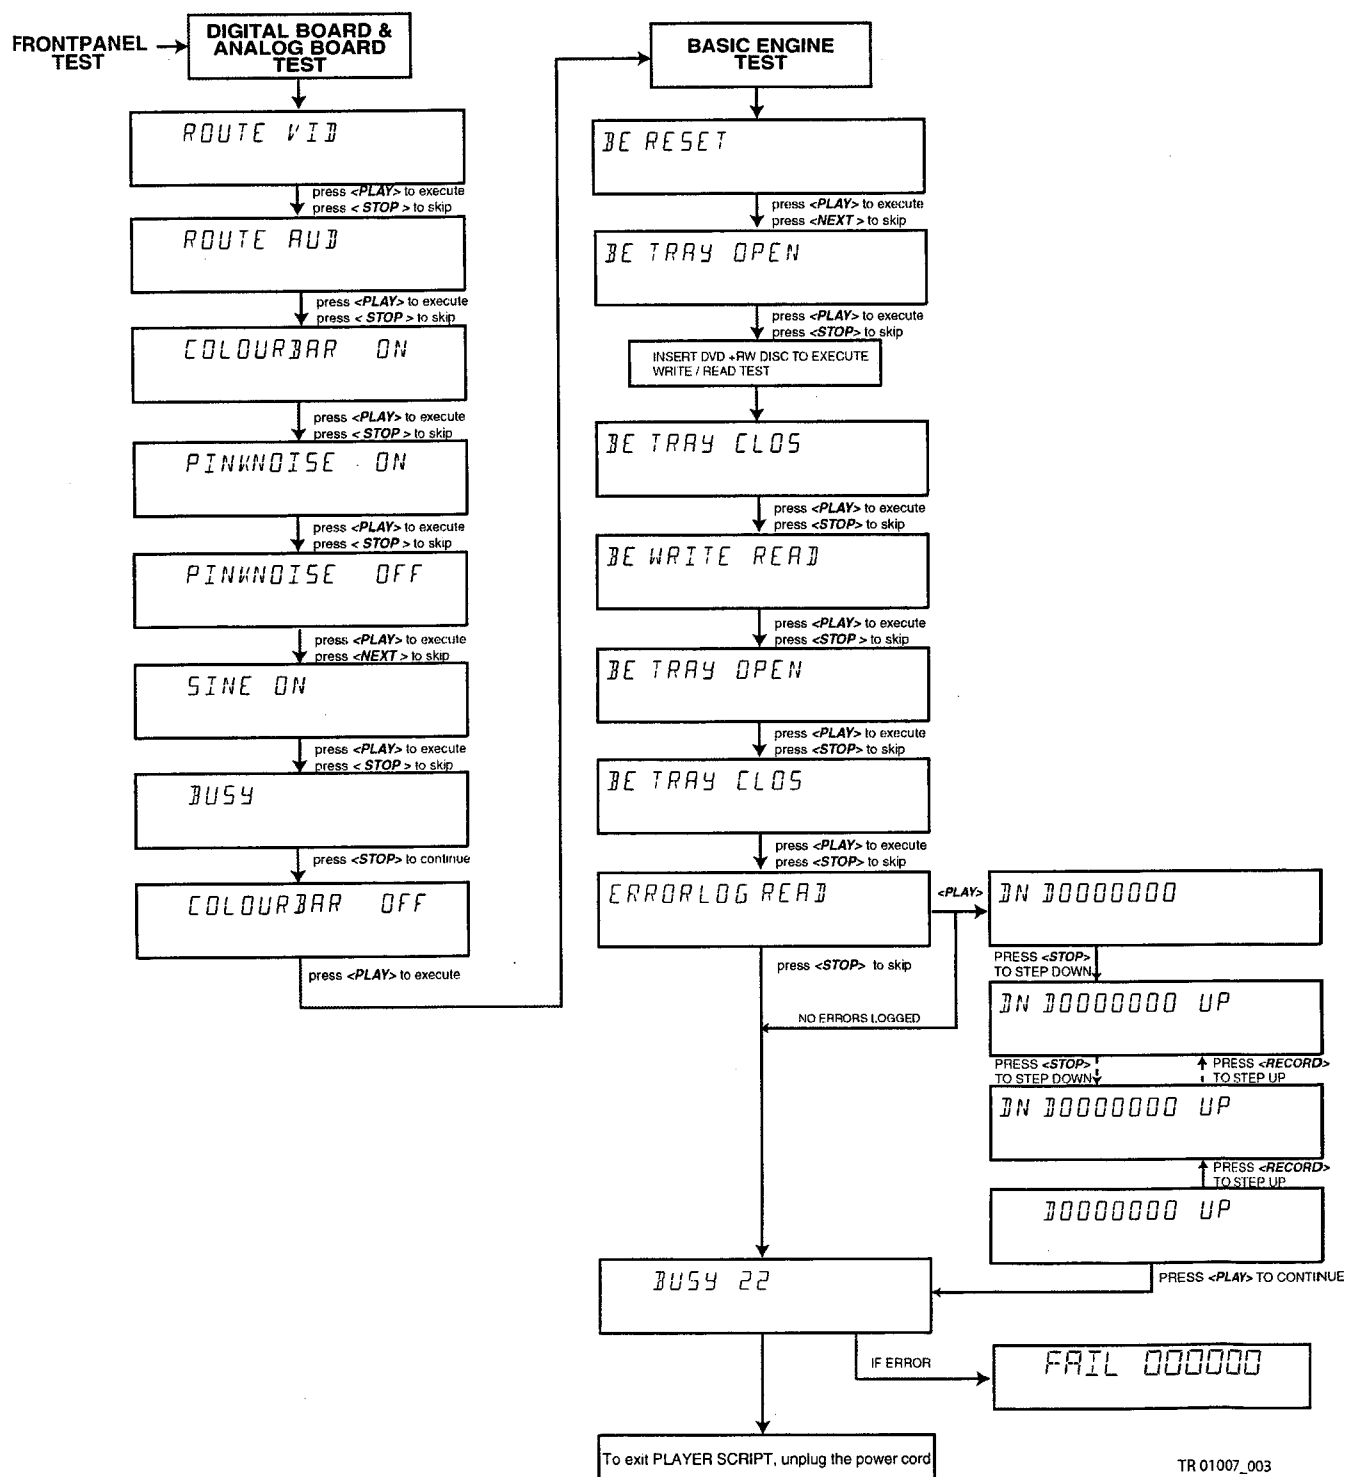 FRONTPANEL
TEST
DIGITAL BOARD &
ANALOG BOARD
TEST
ROUTE VID
press <PLAY> to execute
press < STOP > to skip
ROUTE AUD
press <PLAY> to execute
press < STOP > to skip
COLOURBAR ON
press <PLAY> to execute
press < STOP > to skip
PINKNOISE ON
press <PLAY> to execute
press < STOP > to skip
PINKNOISE OFF
press <PLAY> to execute
press <NEXT > to skip
SINE ON
press <PLAY> to execute
press < STOP > to skip
BUSY
press <STOP> to continue
COLOURBAR OFF
press <PLAY> to execute
BASIC ENGINE
TEST
BE RESET
press <PLAY> to execute
press <NEXT > to skip
BE TRAY OPEN
press <PLAY> to execute
press <STOP> to skip
INSERT DVD +RW DISC TO EXECUTE
WRITE / READ TEST
BE TRAY CLOS
press <PLAY> to execute
press <STOP> to skip
BE WRITE READ
press <PLAY> to execute
press <STOP > to skip
BE TRAY OPEN
press <PLAY> to execute
press <STOP> to skip
BE TRAY CLOS
press <PLAY> to execute
press <STOP> to skip
ERRORLOG READ
press <STOP> to skip
<PLAY>
NO ERRORS LOGGED
DN D0000000
PRESS <STOP>
TO STEP DOWN
DN D0000000 UP
PRESS <STOP>
TO STEP DOWN
PRESS <RECORD>
TO STEP UP
DN D0000000 UP
PRESS <RECORD>
TO STEP UP
D0000000 UP
PRESS <PLAY> TO CONTINUE
BUSY 22
IF ERROR
FAIL 000000
To exit PLAYER SCRIPT, unplug the power cord
TR 01007_003